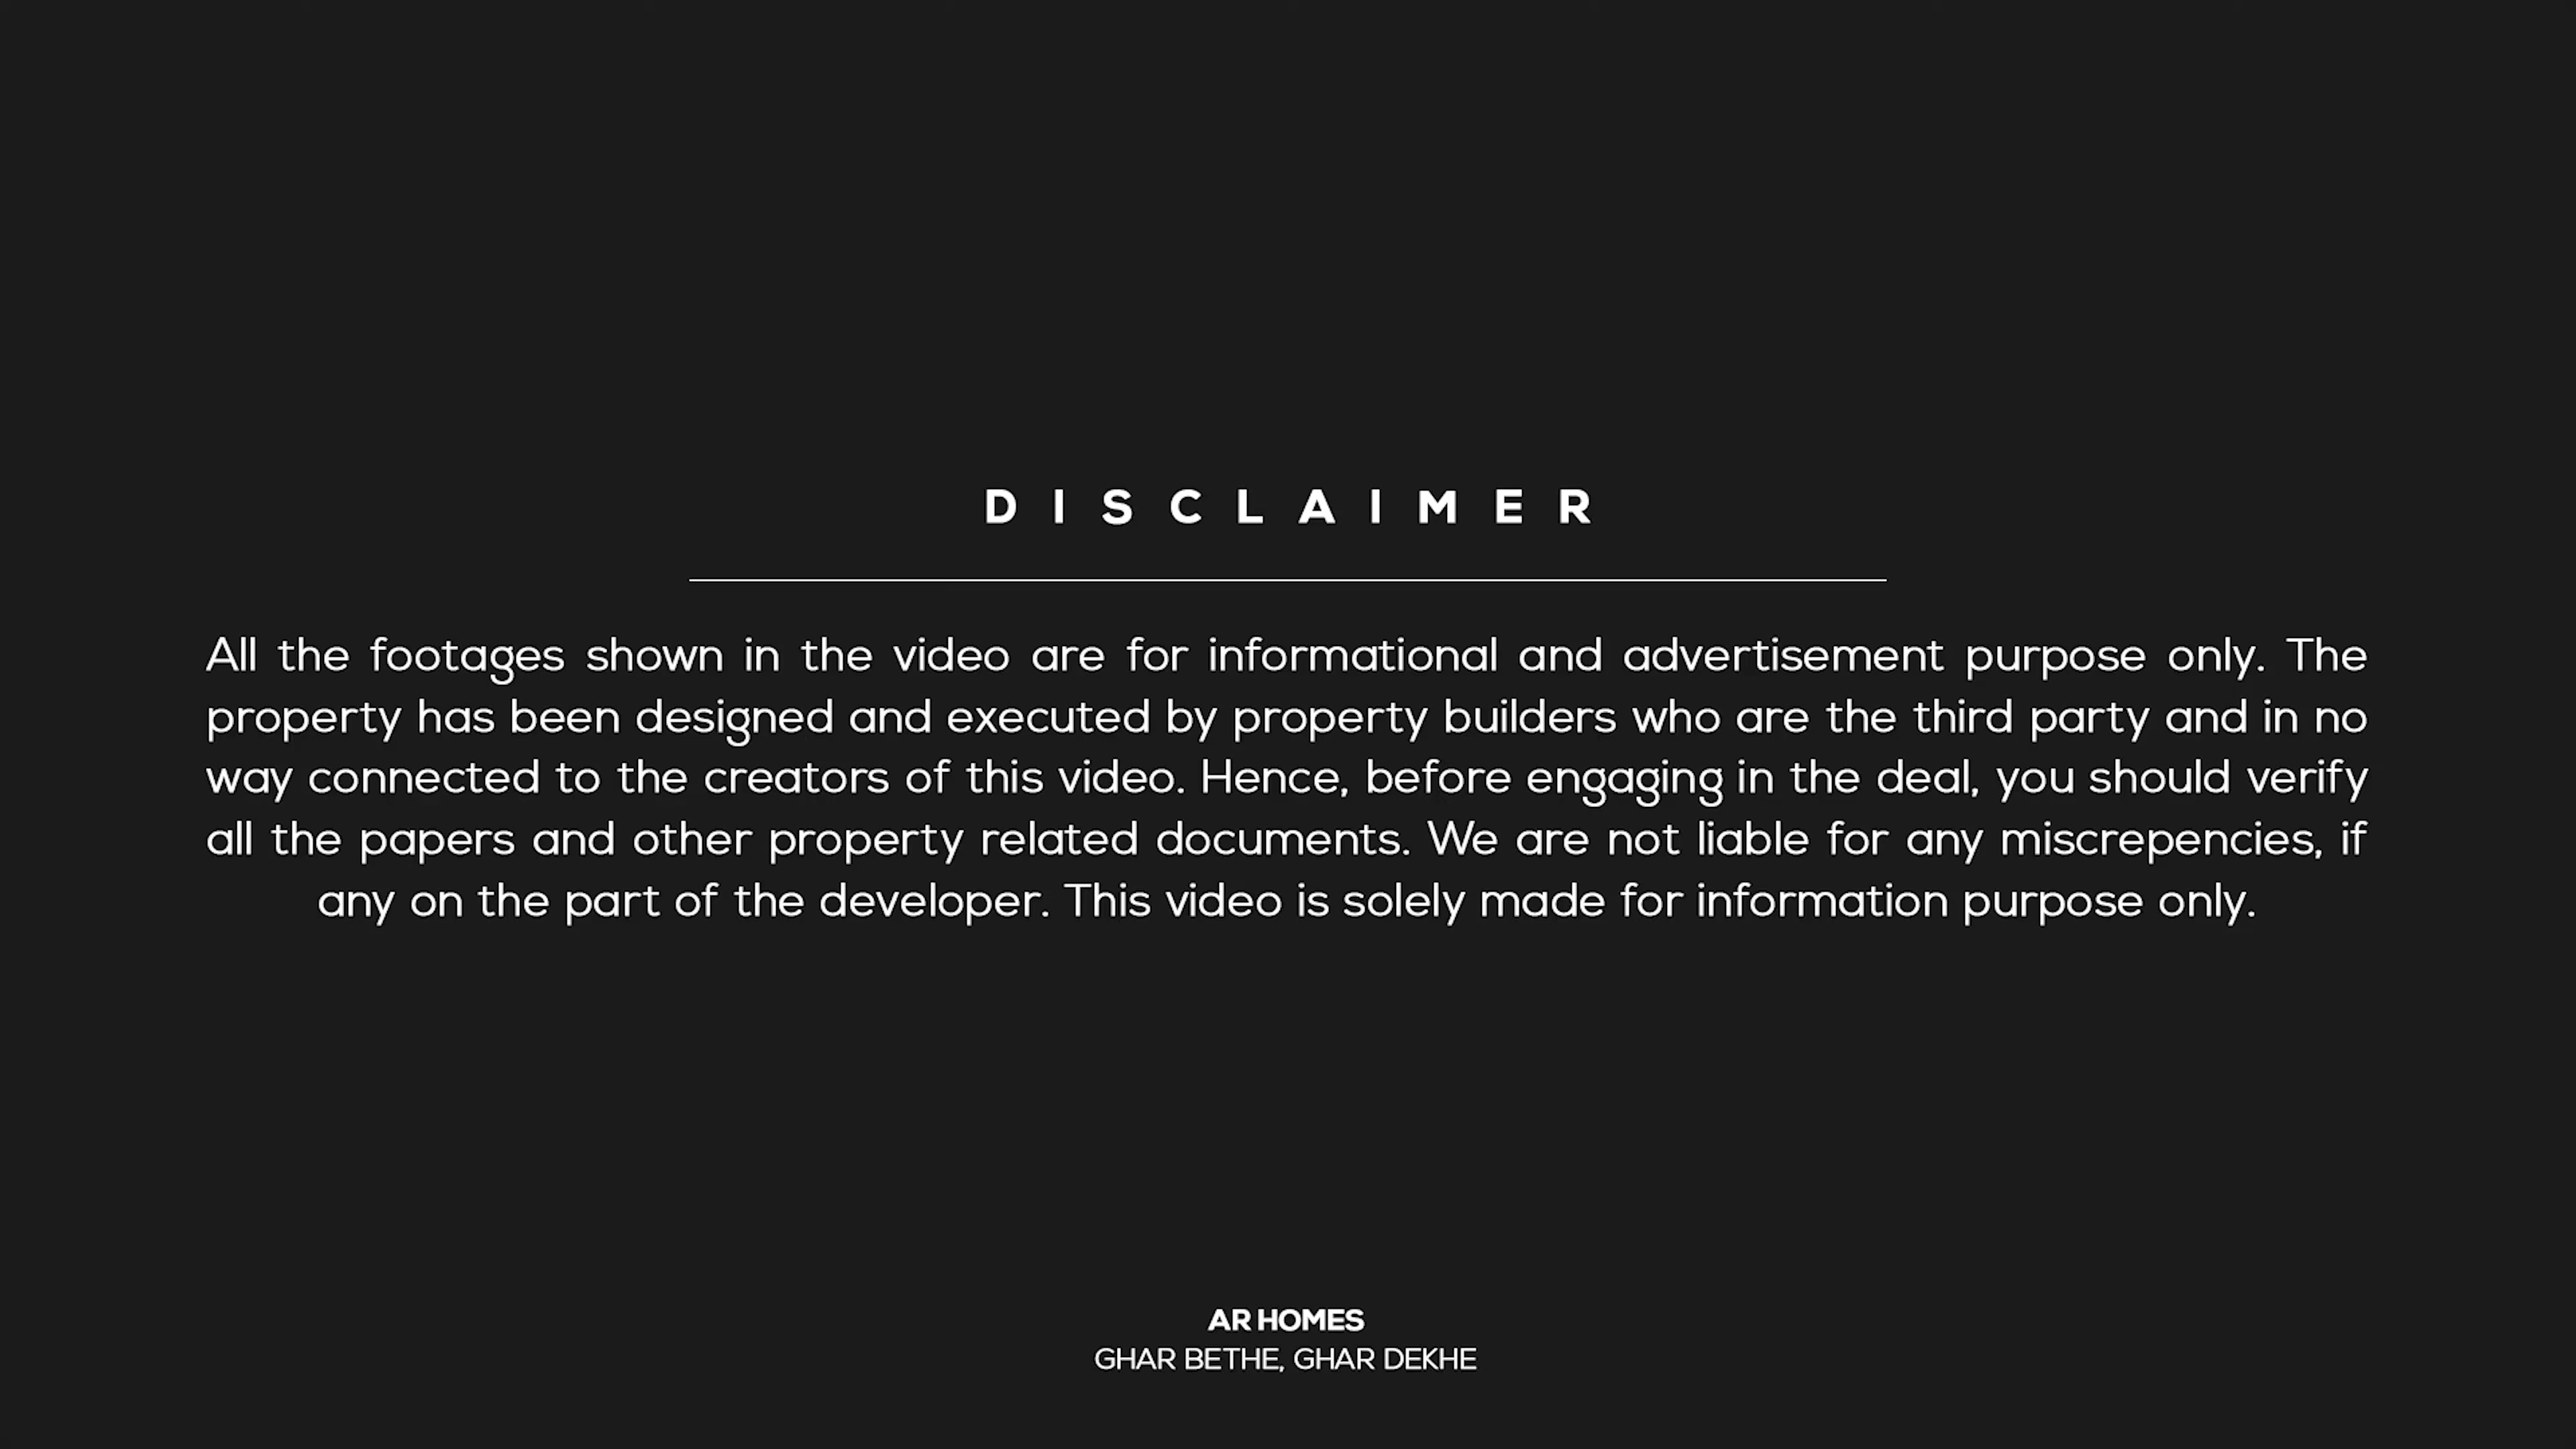 DISCLAIMER
All the footages shown in the video are for informational and advertisement purpose only. The
property has been designed and executed by property builders who are the third party and in no
way connected to the creators of this video. Hence, before engaging in the deal, you should verify
all the papers and other property related documents. We are not liable for any miscrepencies, if
any on the part of the developer. This video is solely made for information purpose only.
AR HOMES
GHAR BETHE, GHAR DEKHE